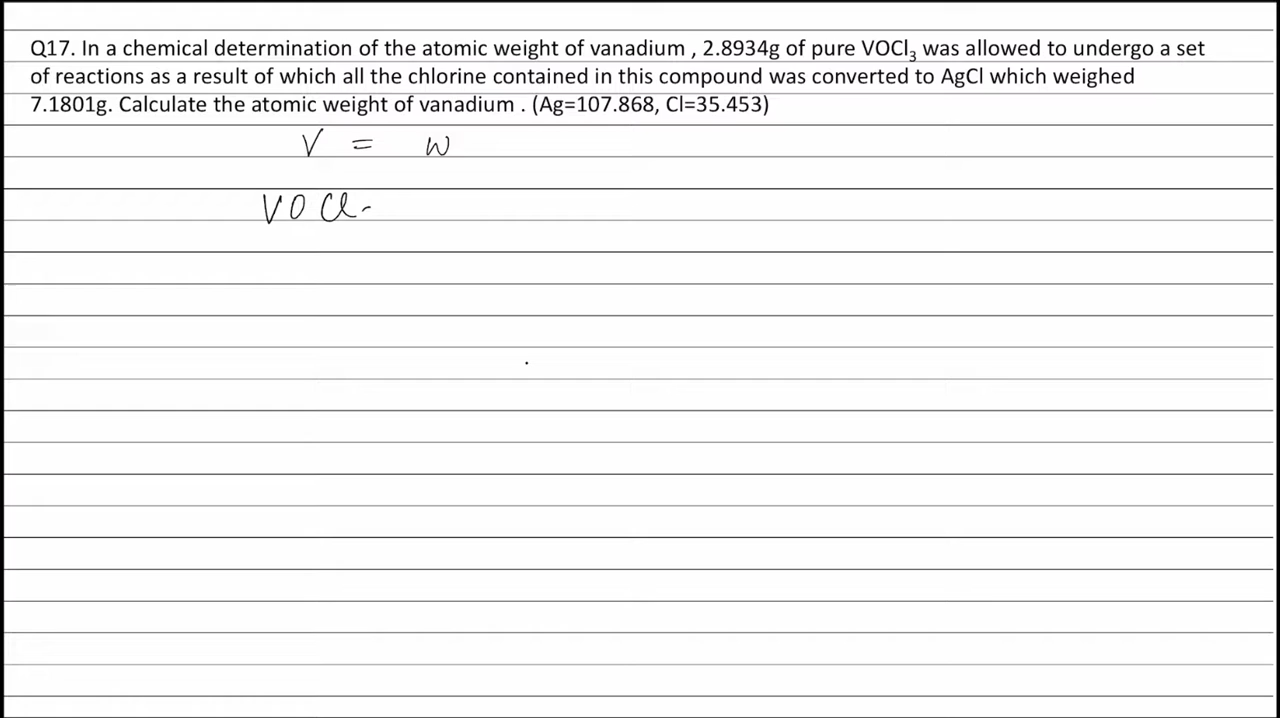 Q17. In a chemical determination of the atomic weight of vanadium , 2.8934g of pure VOCl₃ was allowed to undergo a set
of reactions as a result of which all the chlorine contained in this compound was converted to AgCl which weighed
7.1801g. Calculate the atomic weight of vanadium . (Ag=107.868, Cl=35.453)
V = w
VOCl